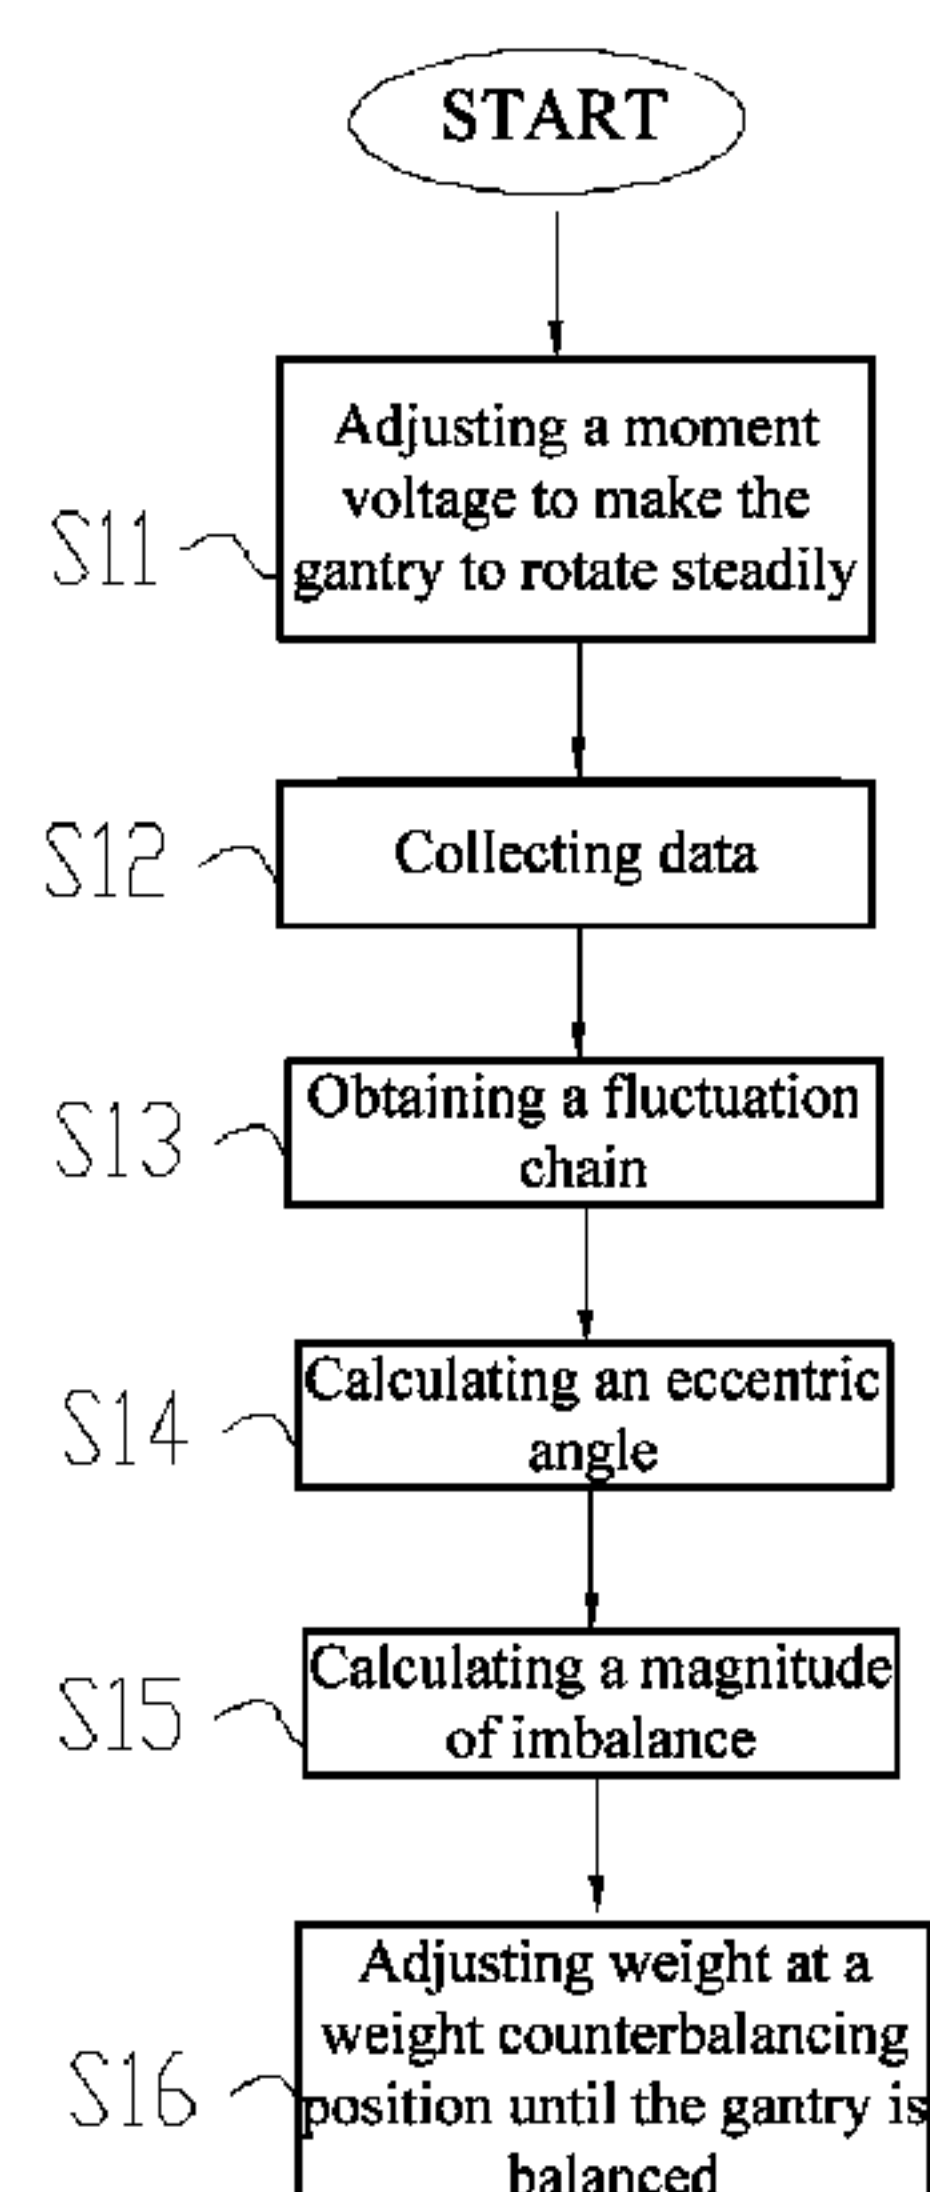 START
Adjusting a moment
voltage to make the
S11
gantry to rotate steadily
S12
Collecting data
Obtaining a fluctuation
S13
chain
Calculating an eccentric
S14
angle
Calculating a magnitude
S15
of imbalance
Adjusting weight at a
weight counterbalancing
S16
position until the gantry is
balanced